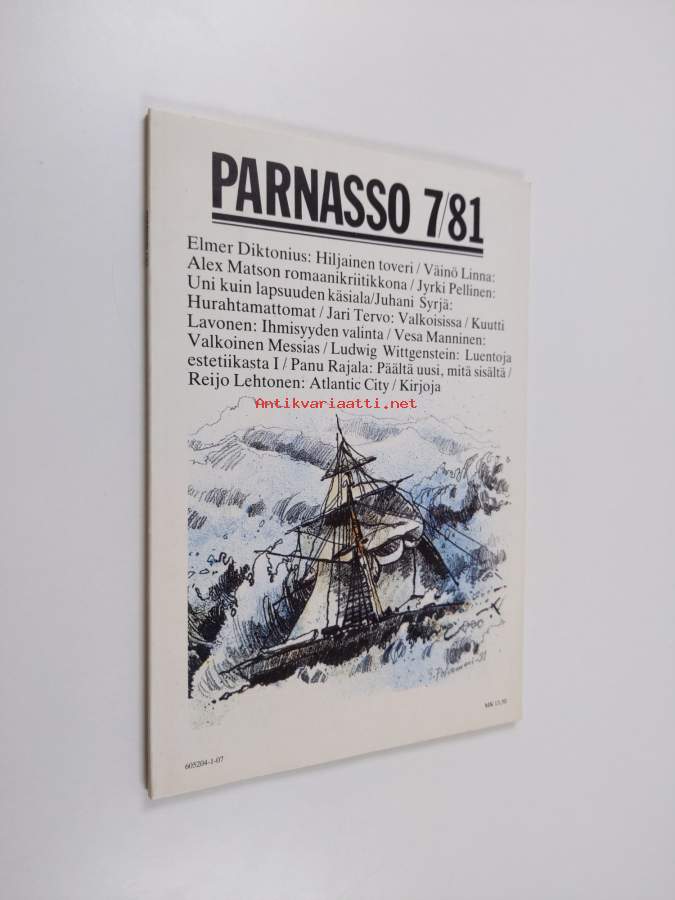 PARNASSO 7/81
Elmer Diktonius: Hiljainen toveri / Väinö Linna:
Alex Matson romaanikriitikkona / Jyrki Pellinen:
Uni kuin lapsuuden käsiala/Juhani Syrjä:
Hurahtamattomat / Jari Tervo: Valkoisissa / Kuutti
Lavonen: Ihmisyyden valinta / Vesa Manninen:
Valkoinen Messias / Ludwig Wittgenstein: Luentoja
estetiikasta I / Panu Rajala: Päältä uusi, mitä sisältä /
Reijo Lehtonen: Atlantic City / Kirjoja
Antikvariaatti.net
605204-1-07